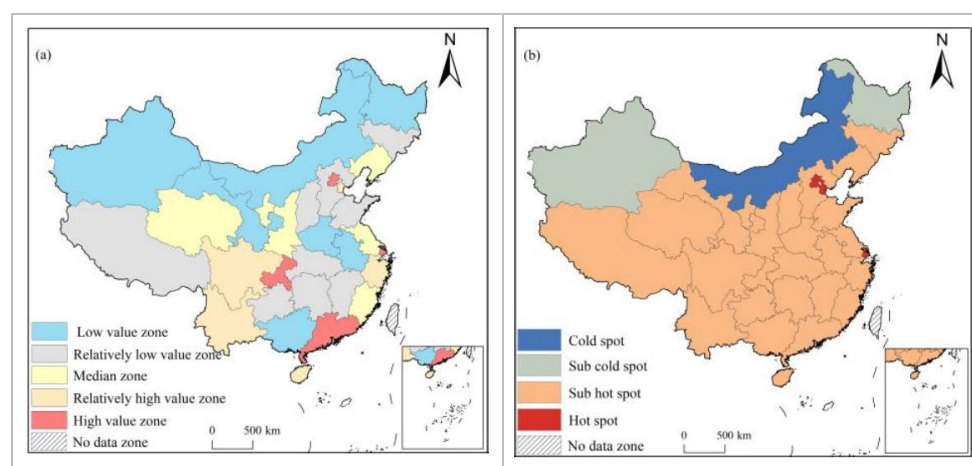 (a)
N
Low value zone
Relatively low value zone
Median zone
Relatively high value zone
High value zone
No data zone
0 500 km
(b)
N
Cold spot
Sub cold spot
Sub hot spot
Hot spot
No data zone
0 500 km